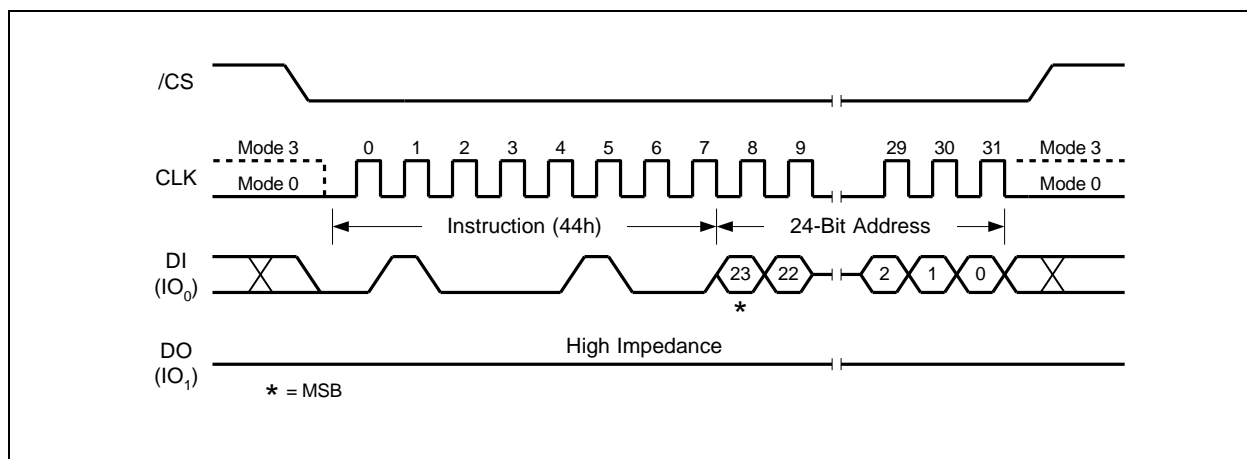 /CS
Mode 3 0 1 2 3 4 5 6 7 8 9 29 30 31 Mode 3
CLK Mode 0 Mode 0
Instruction (44h) 24-Bit Address
DI
(IO0) 23 22 2 1 0
*
DO High Impedance
(IO1)
* = MSB